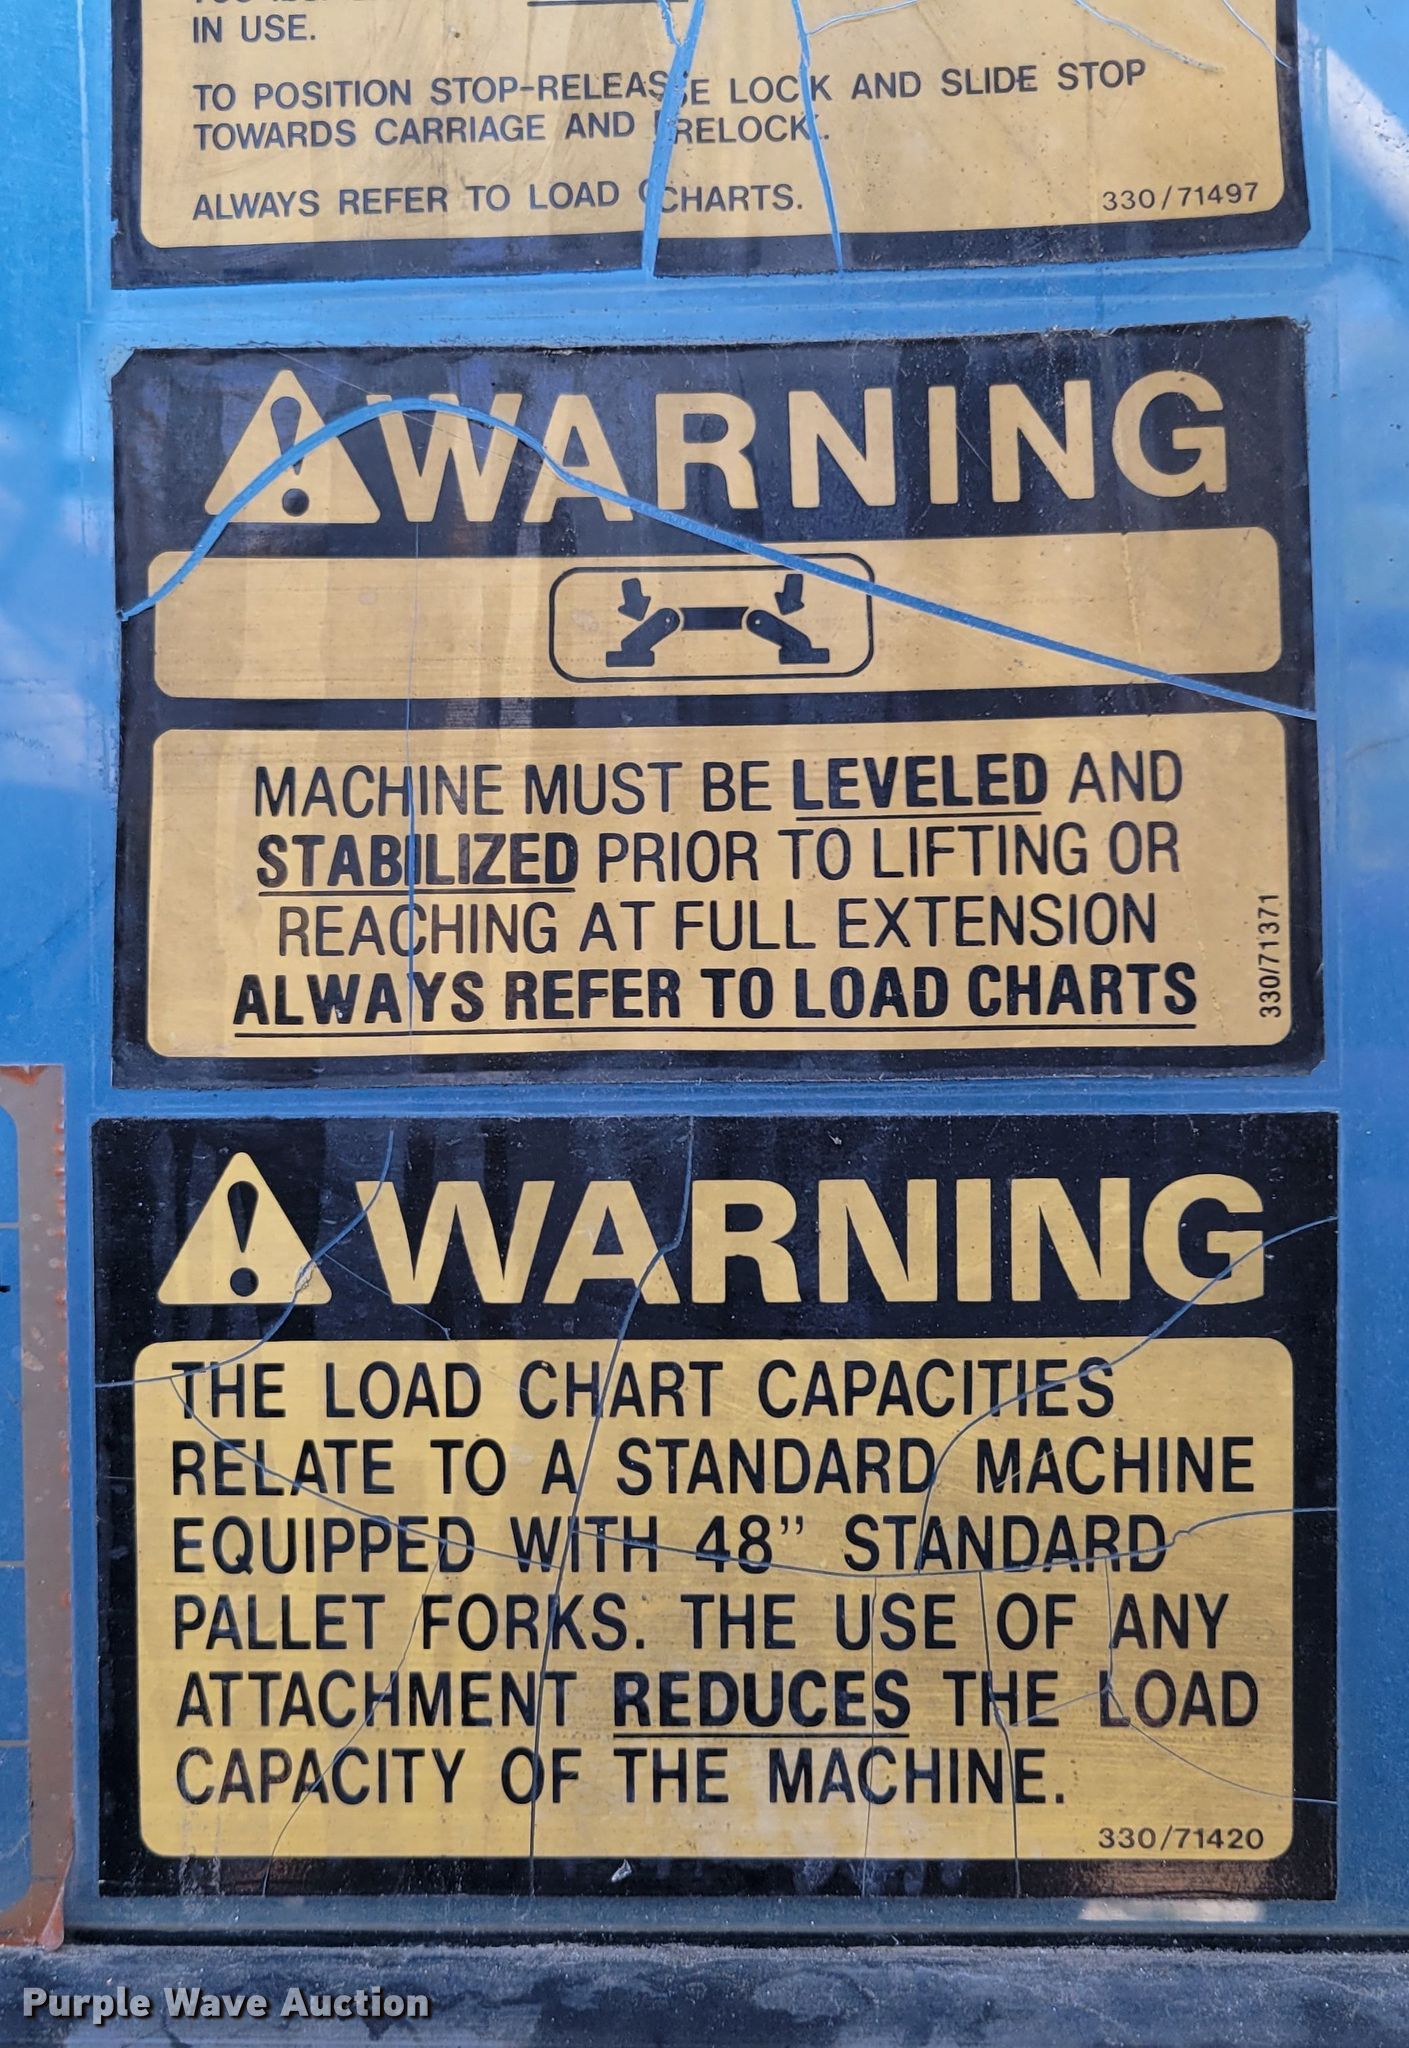 IN USE.
TO POSITION STOP-RELEASE LOCK AND SLIDE STOP
TOWARDS CARRIAGE AND RELOCK.
ALWAYS REFER TO LOAD CHARTS.
330/71497
WARNING
MACHINE MUST BE LEVELED AND
STABILIZED PRIOR TO LIFTING OR
REACHING AT FULL EXTENSION
ALWAYS REFER TO LOAD CHARTS
330/71371
WARNING
THE LOAD CHART CAPACITIES
RELATE TO A STANDARD MACHINE
EQUIPPED WITH 48" STANDARD
PALLET FORKS. THE USE OF ANY
ATTACHMENT REDUCES THE LOAD
CAPACITY OF THE MACHINE.
330/71420
Purple Wave Auction